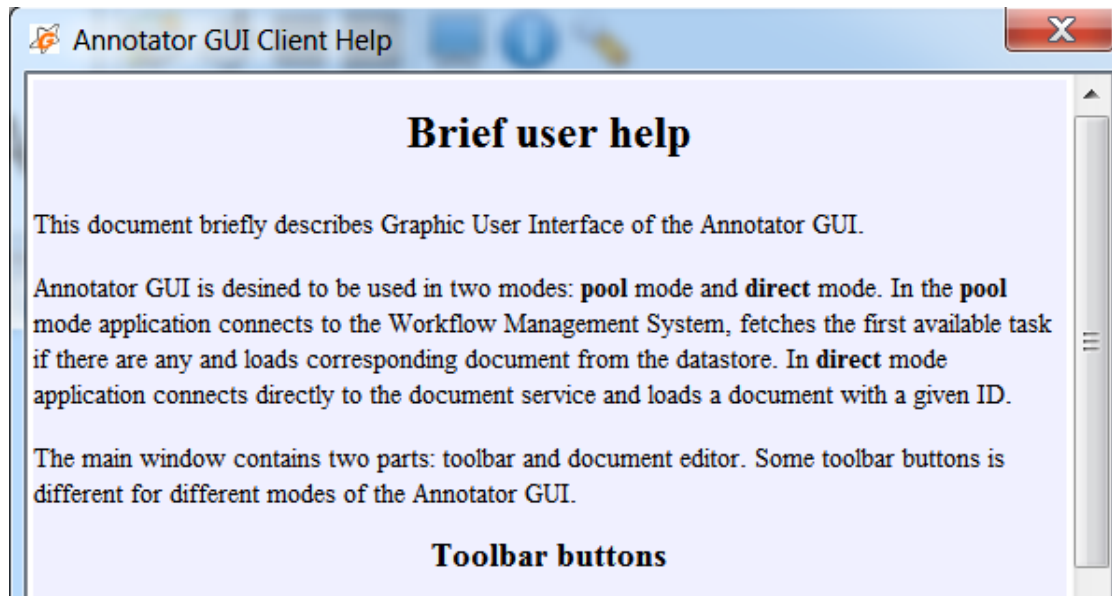 Annotator GUI Client Help
X
Brief user help
This document briefly describes Graphic User Interface of the Annotator GUI.
Annotator GUI is desined to be used in two modes: pool mode and direct mode. In the pool
mode application connects to the Workflow Management System, fetches the first available task
if there are any and loads corresponding document from the datastore. In direct mode
application connects directly to the document service and loads a document with a given ID.
The main window contains two parts: toolbar and document editor. Some toolbar buttons is
different for different modes of the Annotator GUI.
Toolbar buttons